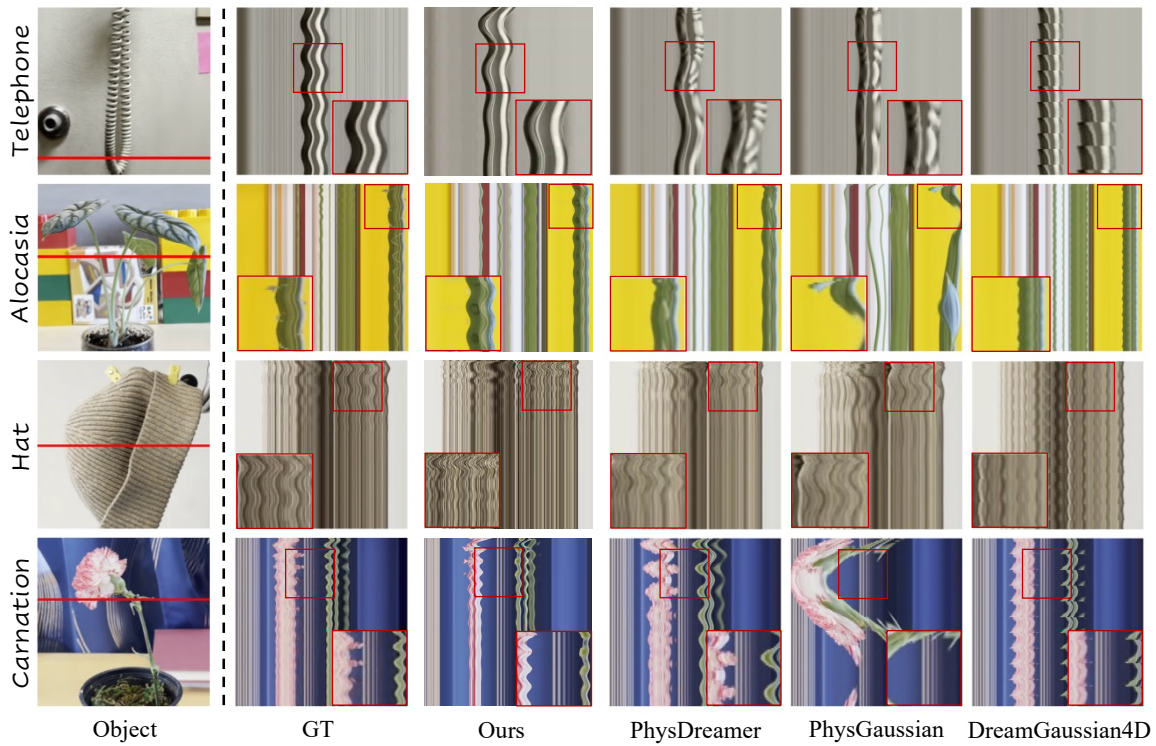 Telephone
Alocasia
Hat
Carnation
Object GT Ours PhysDreamer PhysGaussian DreamGaussian4D